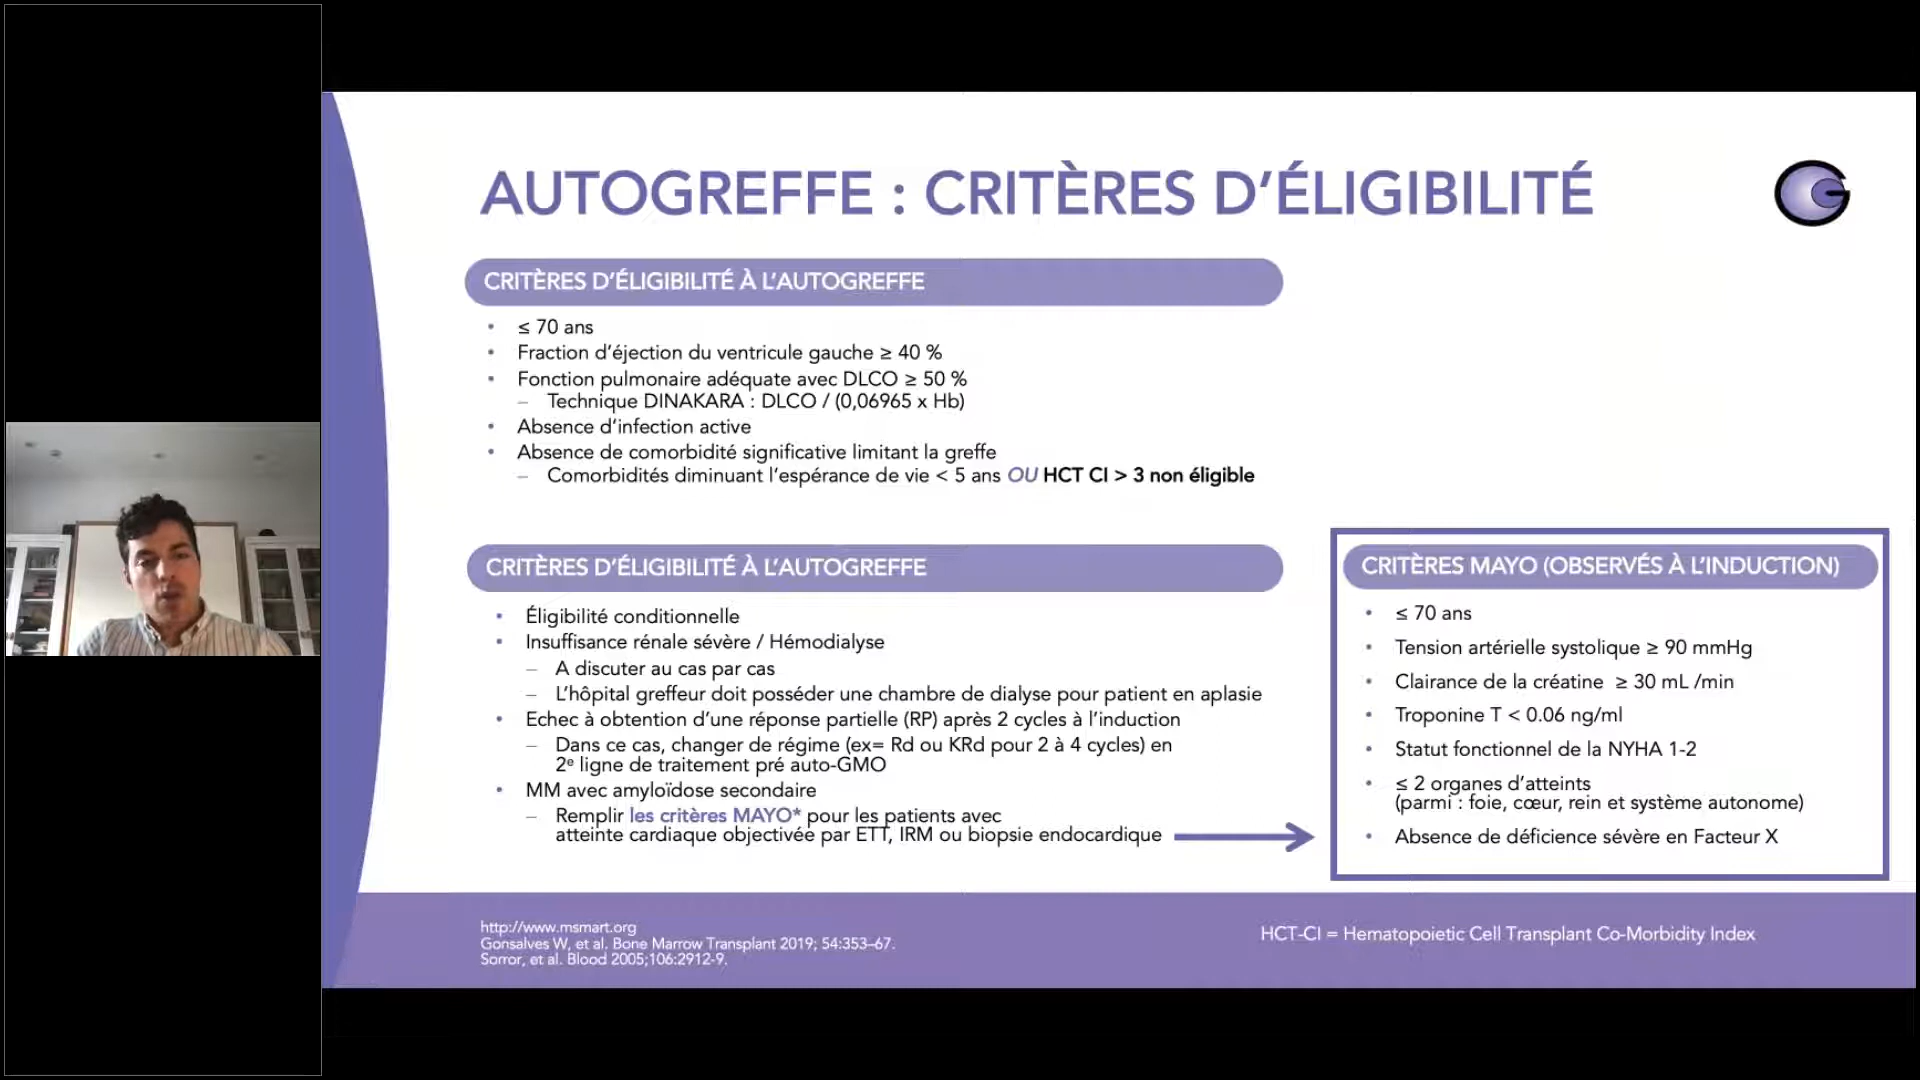 AUTOGREFFE : CRITÈRES D’ÉLIGIBILITÉ
CRITÈRES D’ÉLIGIBILITÉ À L’AUTOGREFFE
• ≤ 70 ans
• Fraction d’éjection du ventricule gauche ≥ 40 %
• Fonction pulmonaire adéquate avec DLCO ≥ 50 %
– Technique DINAKARA : DLCO / (0,06965 x Hb)
• Absence d’infection active
• Absence de comorbidité significative limitant la greffe
– Comorbidités diminuant l’espérance de vie < 5 ans OU HCT CI > 3 non éligible
CRITÈRES D’ÉLIGIBILITÉ À L’AUTOGREFFE
• Éligibilité conditionnelle
• Insuffisance rénale sévère / Hémodialyse
– A discuter au cas par cas
– L’hôpital greffeur doit posséder une chambre de dialyse pour patient en aplasie
• Echec à obtention d’une réponse partielle (RP) après 2 cycles à l’induction
– Dans ce cas, changer de régime (ex= Rd ou KRd pour 2 à 4 cycles) en
2e ligne de traitement pré auto-GMO
• MM avec amyloïdose secondaire
– Remplir les critères MAYO* pour les patients avec
atteinte cardiaque objectivée par ETT, IRM ou biopsie endocardique
CRITÈRES MAYO (OBSERVÉS À L’INDUCTION)
• ≤ 70 ans
• Tension artérielle systolique ≥ 90 mmHg
• Clairance de la créatine ≥ 30 mL /min
• Troponine T < 0.06 ng/ml
• Statut fonctionnel de la NYHA 1-2
• ≤ 2 organes d’atteints
(parmi : foie, cœur, rein et système autonome)
• Absence de déficience sévère en Facteur X
http://www.msmart.org
Gonsalves W, et al. Bone Marrow Transplant 2019; 54:353–67.
Sorror, et al. Blood 2005;106:2912-9.
HCT-CI = Hematopoietic Cell Transplant Co-Morbidity Index